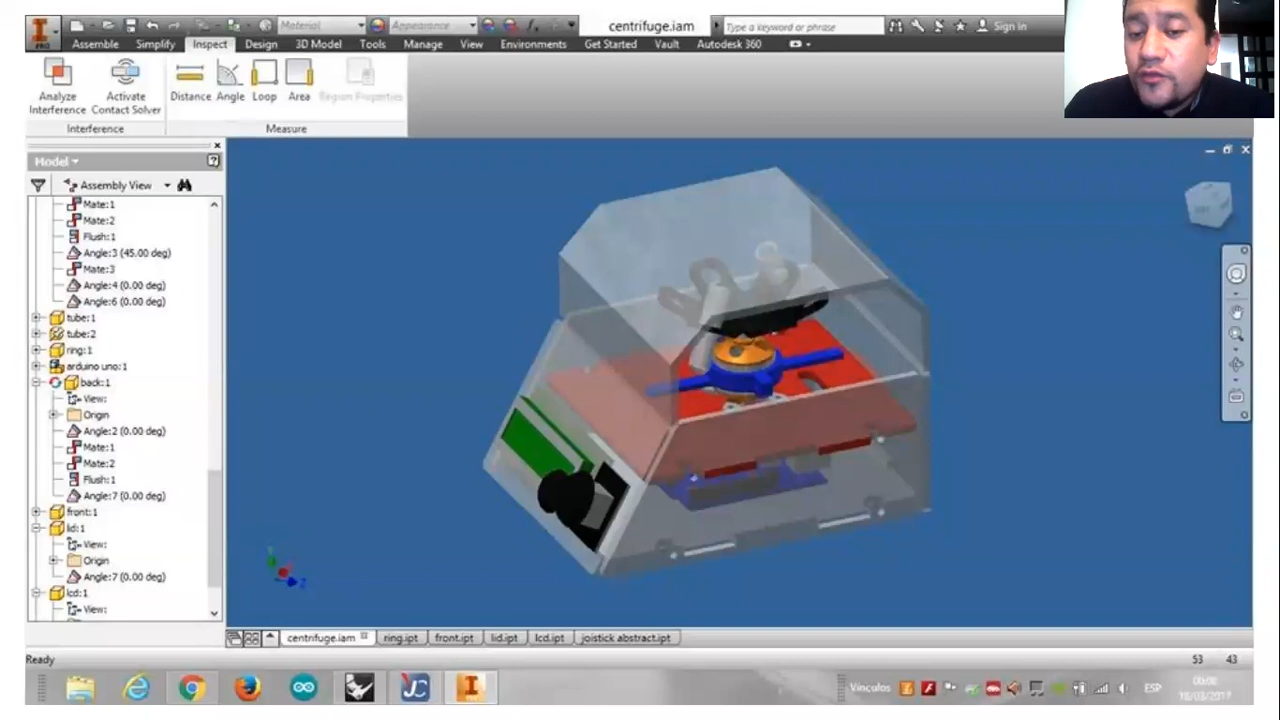 Material
Appearance
centrifuge.iam
Type a keyword or phrase
Sign In
PRO
Assemble Simplify Inspect Design 3D Model Tools Manage View Environments Get Started Vault Autodesk 360
Analyze Interference
Activate Contact Solver
Distance Angle Loop Area Region Properties
Interference
Measure
Model
Assembly View
Mate:1
Mate:2
Flush:1
Angle:3 (45.00 deg)
Mate:3
Angle:4 (0.00 deg)
Angle:6 (0.00 deg)
tube:1
tube:2
ring:1
arduino uno:1
back:1
View:
Origin
Angle:2 (0.00 deg)
Mate:1
Mate:2
Flush:1
Angle:7 (0.00 deg)
front:1
lid:1
View:
Origin
Angle:7 (0.00 deg)
lcd:1
View:
centrifuge.iam ring.ipt front.ipt lid.ipt lcd.ipt joistick abstract.ipt
Ready
53 43
Vínculos
ESP